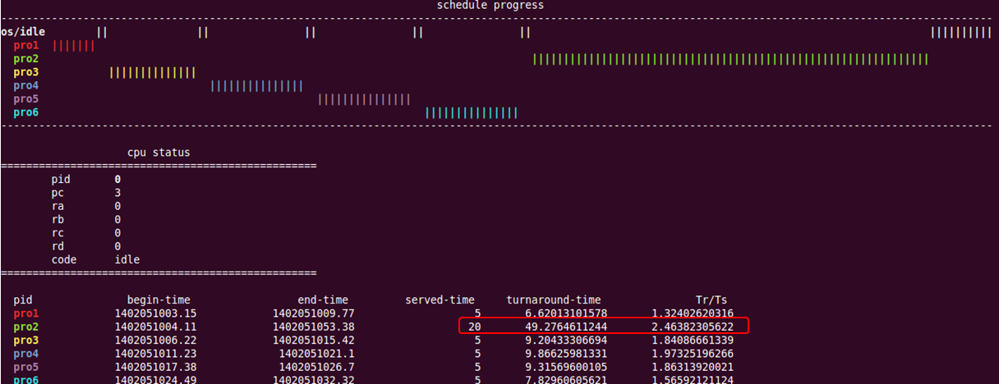 schedule progress
os/idle || || || || || ||||||||||
pro1 |||||||
pro2 |||||||||||||||||||||||||||||||||||||||||||||||||||||||||||||||
pro3 ||||||||||||||
pro4 |||||||||||||||
pro5 |||||||||||||||
pro6 |||||||||||||||
cpu status
pid 0
pc 3
ra 0
rb 0
rc 0
rd 0
code idle
pid begin-time end-time served-time turnaround-time Tr/Ts
pro1 1402051003.15 1402051009.77 5 6.62013101578 1.32402620316
pro2 1402051004.11 1402051053.38 20 49.2764611244 2.46382305622
pro3 1402051006.22 1402051015.42 5 9.20433306694 1.84086661339
pro4 1402051011.23 1402051021.1 5 9.86625981331 1.97325196266
pro5 1402051017.38 1402051026.7 5 9.31569600105 1.86313920021
pro6 1402051024.49 1402051032.32 5 7.82960605621 1.56592121124